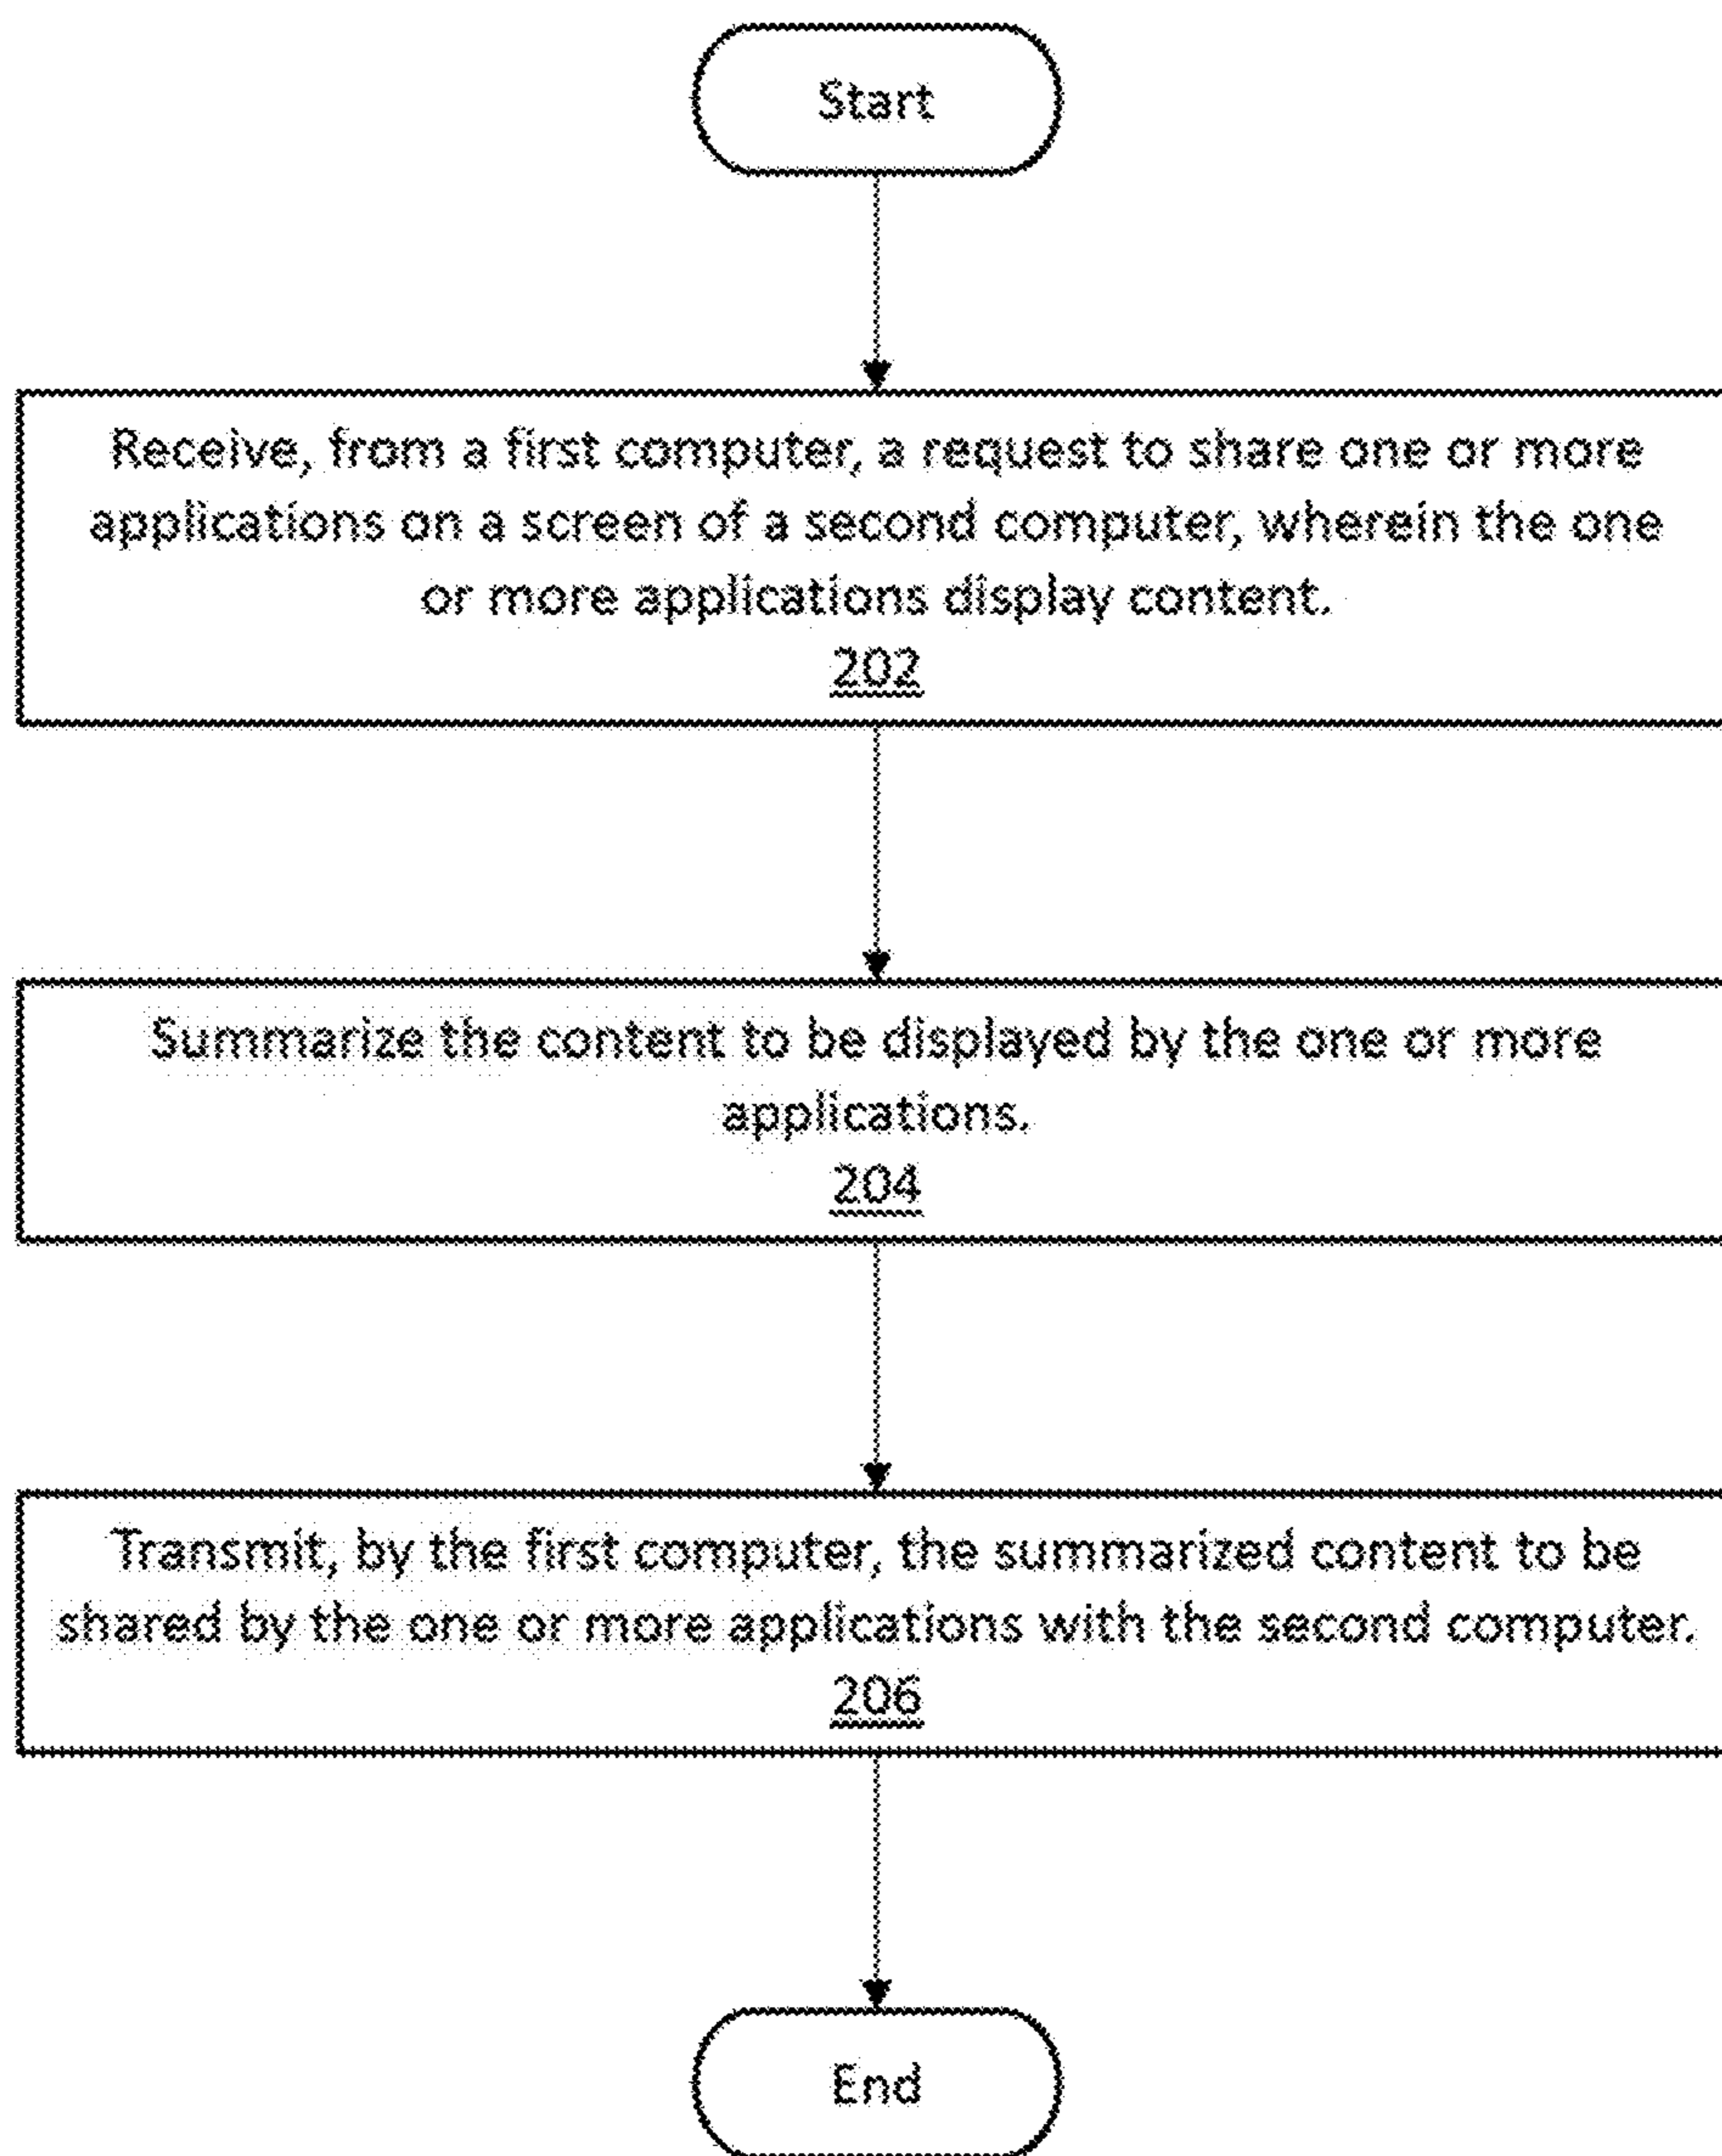 Start
Receive, from a first computer, a request to share one or more
applications on a screen of a second computer, wherein the one
or more applications display content.
202
Summarize the content to be displayed by the one or more
applications.
204
Transmit, by the first computer, the summarized content to be
shared by the one or more applications with the second computer.
206
End